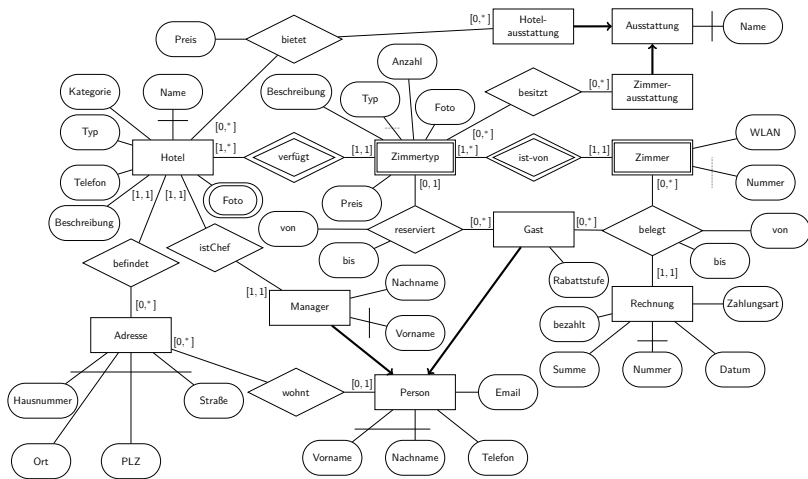 [0,*]
Hotel-
ausstattung
Ausstattung
Name
Preis
bietet
Anzahl
Kategorie
Name
Beschreibung
Typ
Foto
besitzt
[0,*]
Zimmer-
ausstattung
Typ
[0,*]
[0,*]
WLAN
Hotel
[1,*]
verfügt
[1,1]
Zimmertyp
[1,*]
ist-von
[1,1]
Zimmer
Telefon
[1,1]
[1,1]
Foto
Preis
[0,1]
[0,*]
Nummer
Beschreibung
von
reserviert
[0,*]
Gast
[0,*]
belegt
von
istChef
bis
bis
befindet
Nachname
Rabattstufe
[1,1]
[1,1]
Manager
Rechnung
Zahlungsart
[0,*]
Vorname
bezahlt
Adresse
[0,*]
Summe
Nummer
Datum
Hausnummer
Straße
wohnt
[0,1]
Person
Email
Ort
PLZ
Vorname
Nachname
Telefon